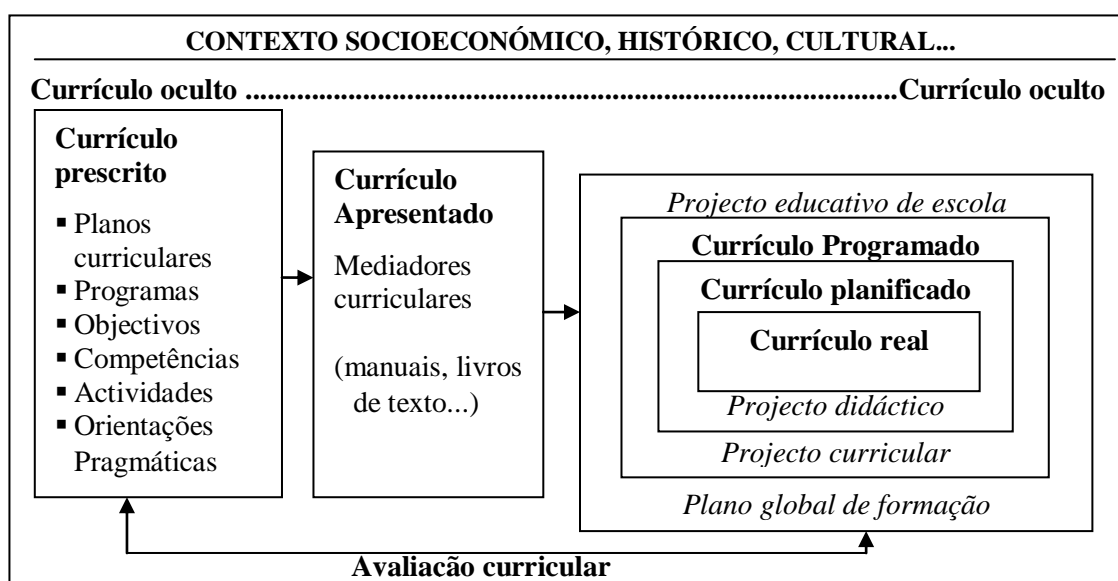 CONTEXTO SOCIOECONÓMICO, HISTÓRICO, CULTURAL...
Currículo oculto ..........................................................................................Currículo oculto
Currículo
prescrito
▪ Planos
curriculares
▪ Programas
▪ Objectivos
▪ Competências
▪ Actividades
▪ Orientações
Pragmáticas
Currículo
Apresentado
Mediadores
curriculares
(manuais, livros
de texto...)
Projecto educativo de escola
Currículo Programado
Currículo planificado
Currículo real
Projecto didáctico
Projecto curricular
Plano global de formação
Avaliação curricular